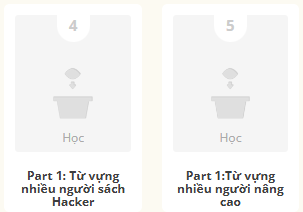 4
Học
Part 1: Từ vựng
nhiều người sách
Hacker
5
Học
Part 1:Từ vựng
nhiều người nâng
cao